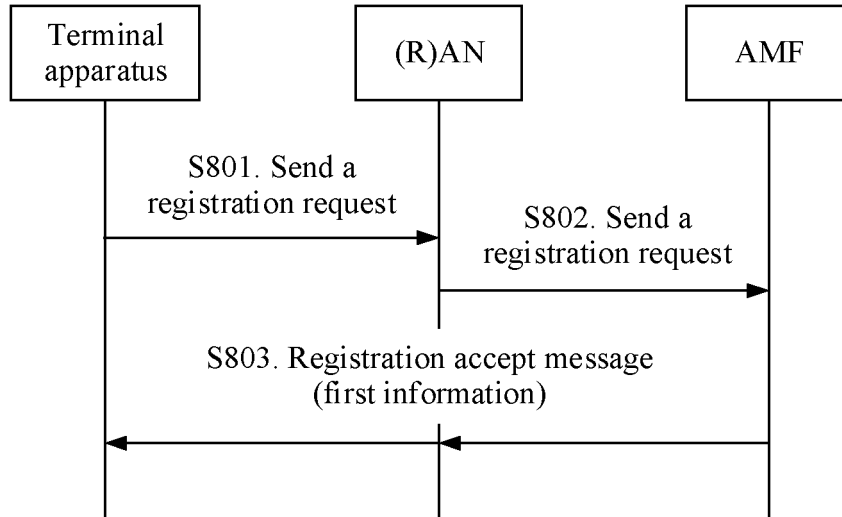 Terminal
apparatus
(R)AN
AMF
S801. Send a
registration request
S802. Send a
registration request
S803. Registration accept message
(first information)